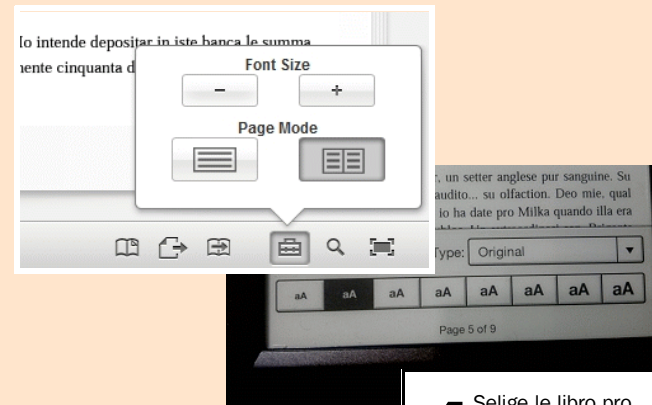 Io intende depositar in iste banca le summa
nente cinquanta d
Font Size
− +
Page Mode
, un setter anglese pur sanguine. Su
audito... su olfaction. Deo mie, qual
io ha date pro Milka quando illa era
Type: Original
aA aA aA aA aA aA aA aA
Page 5 of 9
Selige le libro pro